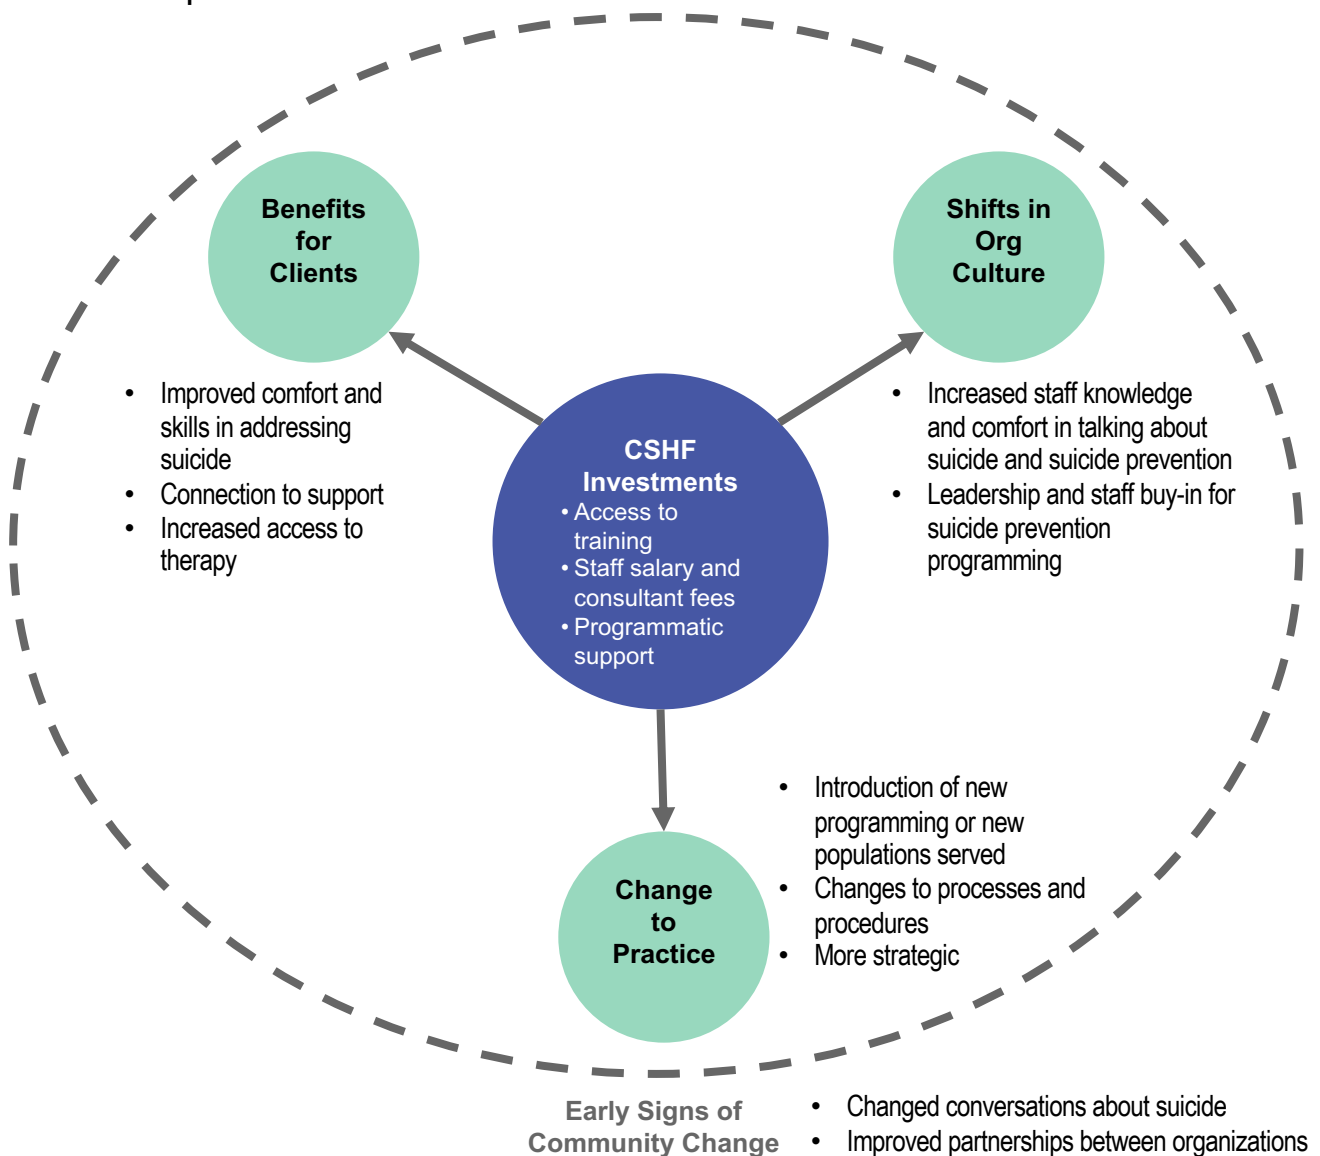 Benefits
for
Clients
• Improved comfort and
skills in addressing
suicide
• Connection to support
• Increased access to
therapy
Shifts in
Org
Culture
• Increased staff knowledge
and comfort in talking about
suicide and suicide prevention
• Leadership and staff buy-in for
suicide prevention
programming
CSHF
Investments
• Access to
training
• Staff salary and
consultant fees
• Programmatic
support
Change
to
Practice
• Introduction of new
programming or new
populations served
• Changes to processes and
procedures
• More strategic
Early Signs of
Community Change
• Changed conversations about suicide
• Improved partnerships between organizations